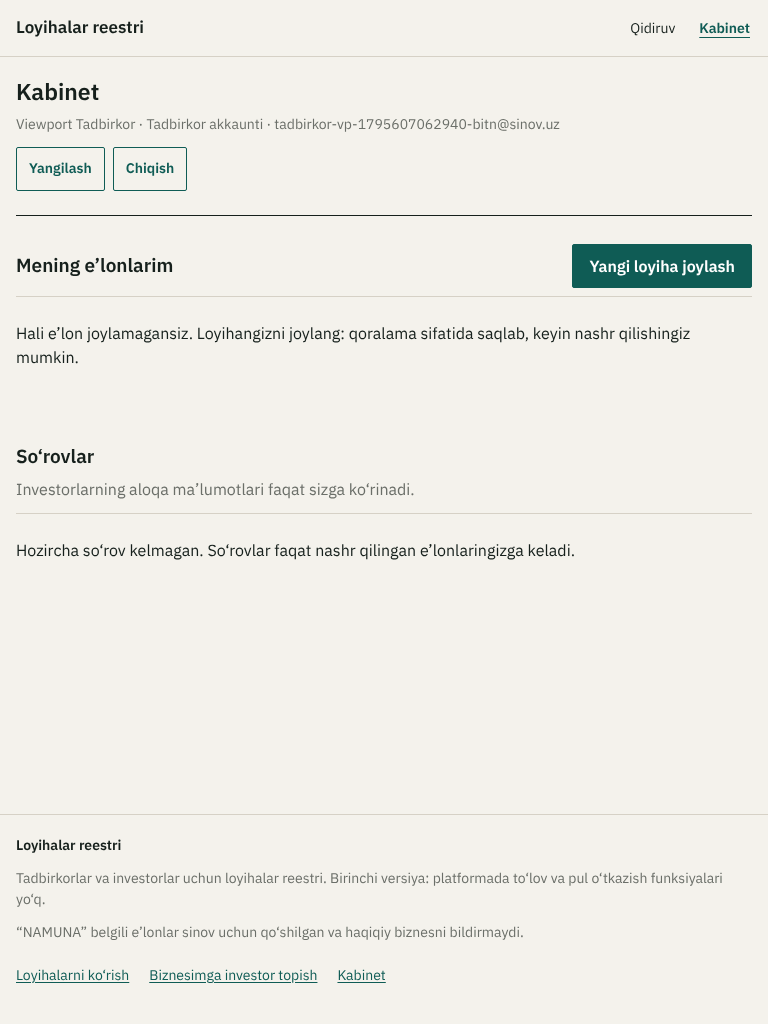 Loyihalar reestri
Qidiruv
Kabinet
Kabinet
Viewport Tadbirkor · Tadbirkor akkaunti · tadbirkor-vp-1795607062940-bitn@sinov.uz
Yangilash
Chiqish
Mening e’lonlarim
Yangi loyiha joylash
Hali e’lon joylamagansiz. Loyihangizni joylang: qoralama sifatida saqlab, keyin nashr qilishingiz
mumkin.
So‘rovlar
Investorlarning aloqa ma’lumotlari faqat sizga ko‘rinadi.
Hozircha so‘rov kelmagan. So‘rovlar faqat nashr qilingan e’lonlaringizga keladi.
Loyihalar reestri
Tadbirkorlar va investorlar uchun loyihalar reestri. Birinchi versiya: platformada to‘lov va pul o‘tkazish funksiyalari
yo‘q.
“NAMUNA” belgili e’lonlar sinov uchun qo‘shilgan va haqiqiy biznesni bildirmaydi.
Loyihalarni ko‘rish
Biznesimga investor topish
Kabinet